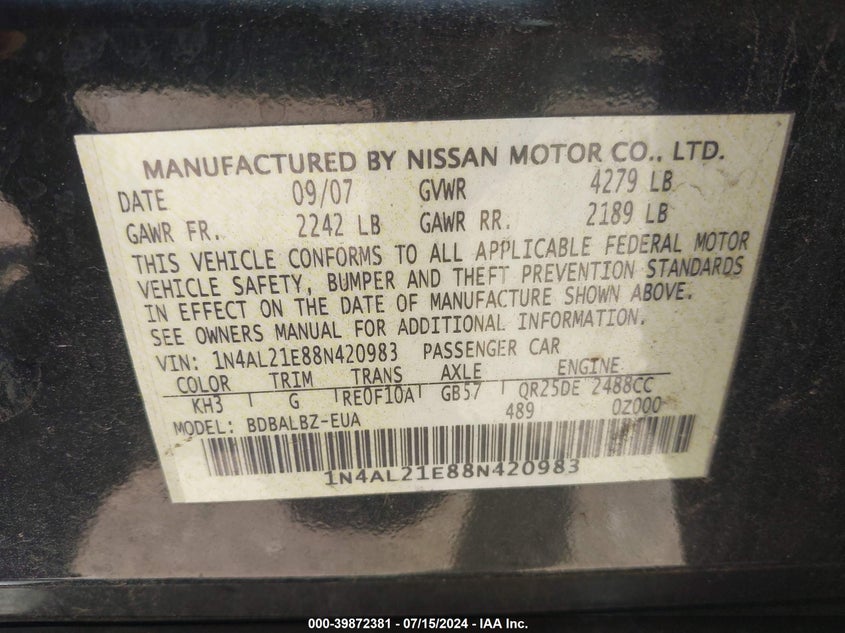 MANUFACTURED BY NISSAN MOTOR CO., LTD.
DATE 09/07 GVWR 4279 LB
GAWR FR. 2242 LB GAWR RR. 2189 LB
THIS VEHICLE CONFORMS TO ALL APPLICABLE FEDERAL MOTOR
VEHICLE SAFETY, BUMPER AND THEFT PREVENTION STANDARDS
IN EFFECT ON THE DATE OF MANUFACTURE SHOWN ABOVE.
SEE OWNERS MANUAL FOR ADDITIONAL INFORMATION.
VIN: 1N4AL21E88N420983 PASSENGER CAR
COLOR TRIM TRANS AXLE ENGINE
KH3 G RE0F10A GB57 QR25DE 2488CC
MODEL: BDBALBZ-EUA 489 0Z000
1N4AL21E88N420983
000-39872381 - 07/15/2024 - IAA Inc.